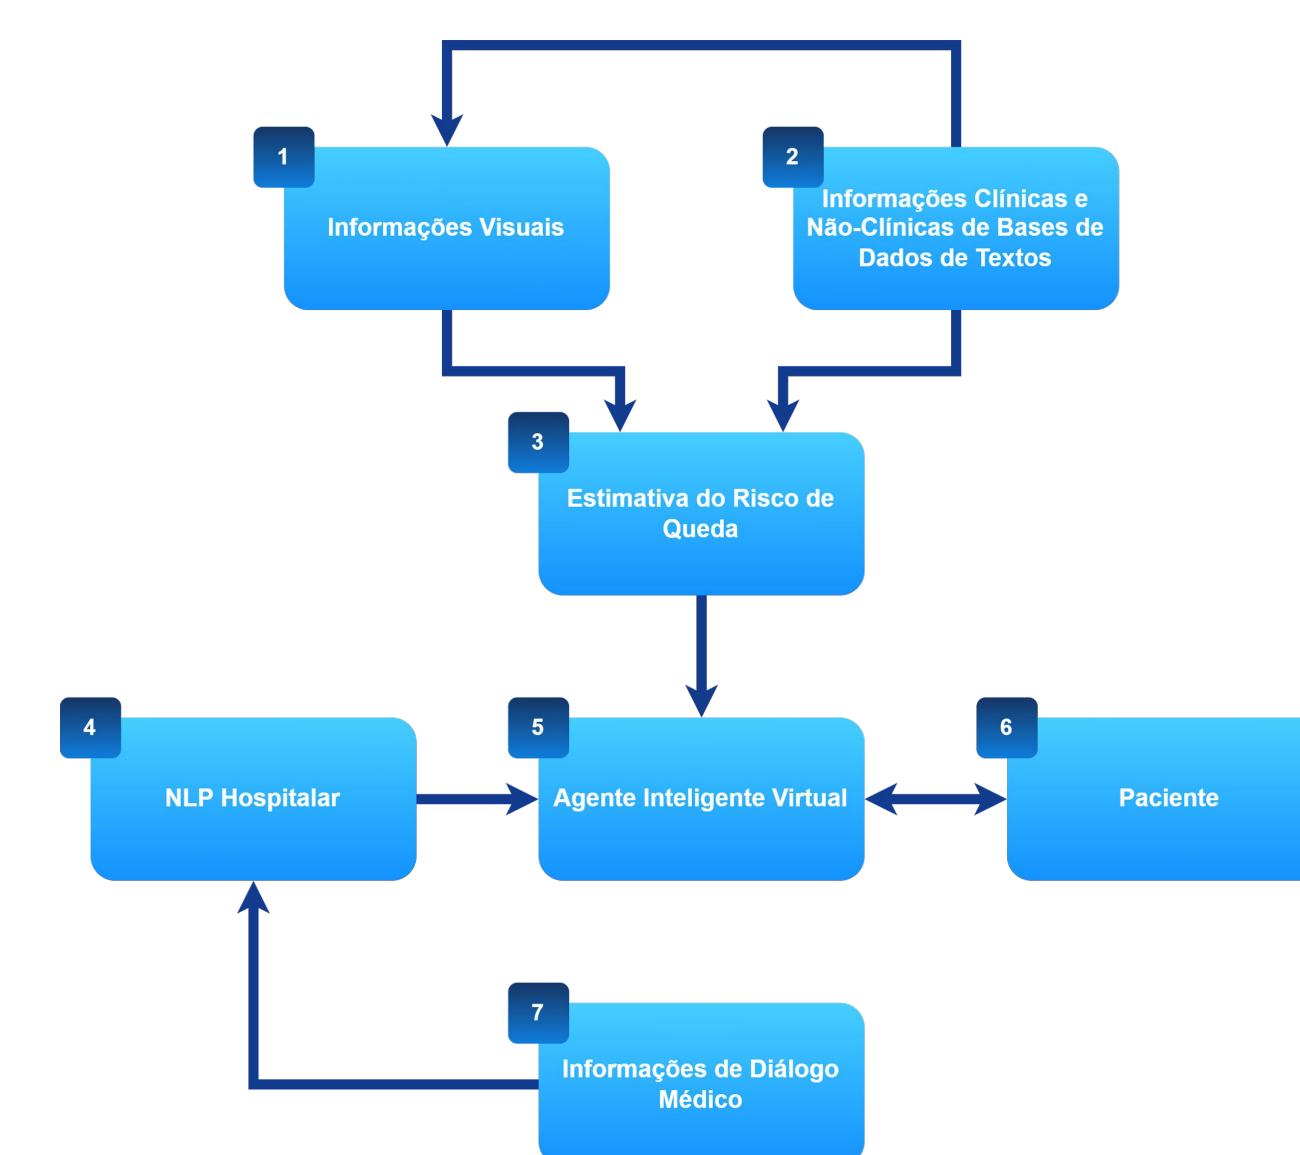 1
Informações Visuais
2
Informações Clínicas e
Não-Clínicas de Bases de
Dados de Textos
3
Estimativa do Risco de
Queda
4
NLP Hospitalar
5
Agente Inteligente Virtual
6
Paciente
7
Informações de Diálogo
Médico